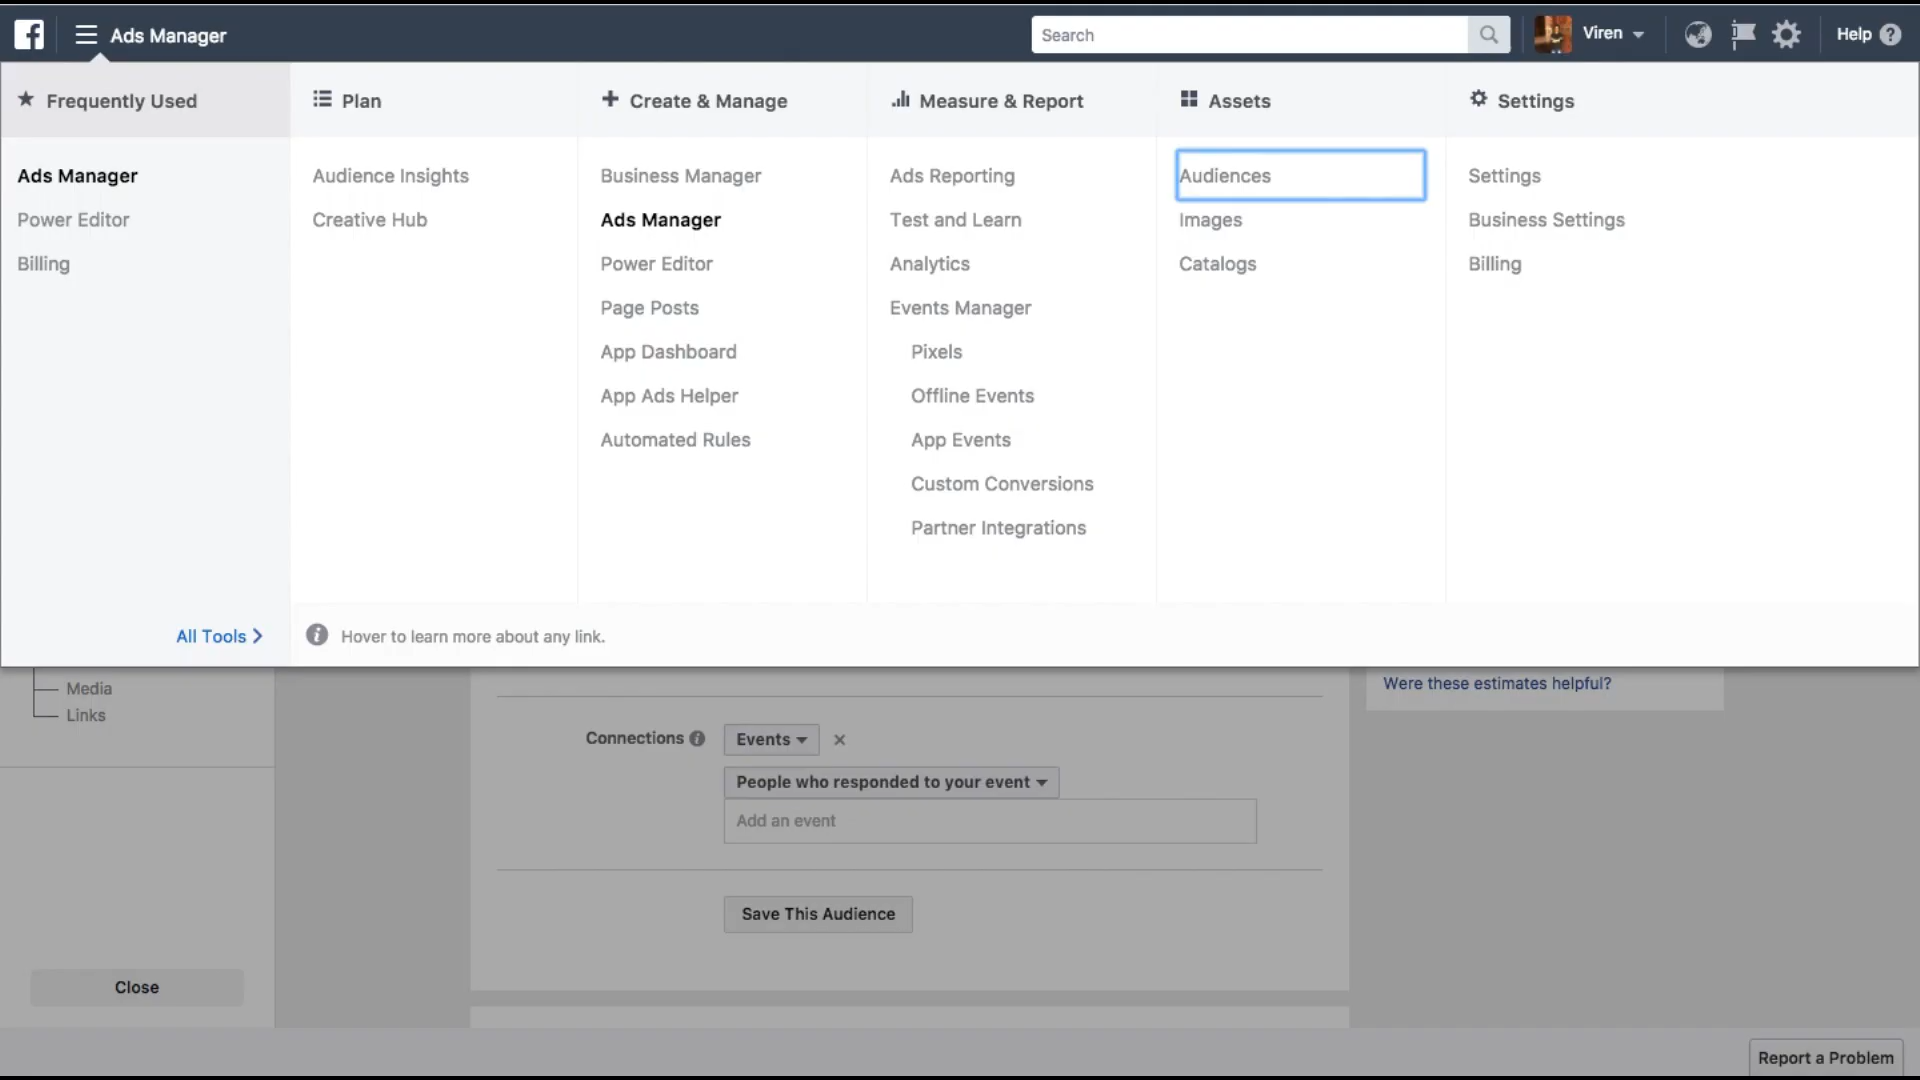 Ads Manager
Search
Viren
Help
Frequently Used
Ads Manager
Power Editor
Billing
All Tools
Plan
Audience Insights
Creative Hub
Create & Manage
Business Manager
Ads Manager
Power Editor
Page Posts
App Dashboard
App Ads Helper
Automated Rules
Measure & Report
Ads Reporting
Test and Learn
Analytics
Events Manager
Pixels
Offline Events
App Events
Custom Conversions
Partner Integrations
Assets
Audiences
Images
Catalogs
Settings
Settings
Business Settings
Billing
Hover to learn more about any link.
Media
Links
Close
Connections
Events
People who responded to your event
Add an event
Save This Audience
Were these estimates helpful?
Report a Problem